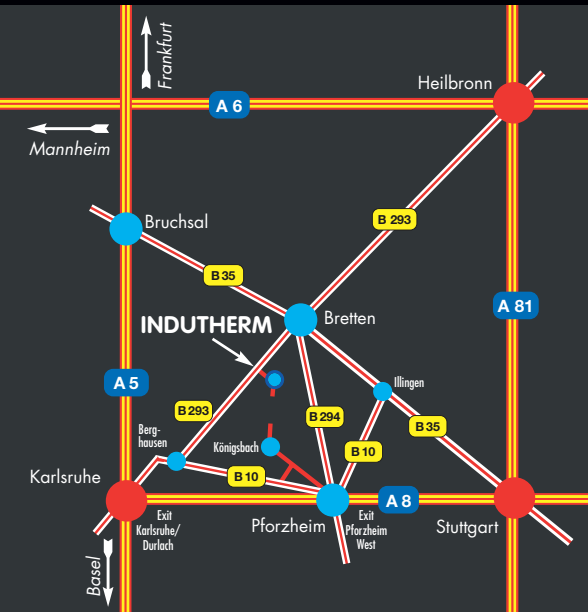 Frankfurt
Heilbronn
A 6
Mannheim
Bruchsal
B 293
B 35
A 81
INDUTHERM
Bretten
A 5
Illingen
B 293
B 294
B 35
Berg-
hausen
Königsbach
B 10
B 10
Karlsruhe
A 8
Exit
Karlsruhe/
Durlach
Pforzheim
Exit
Pforzheim
West
Stuttgart
Basel